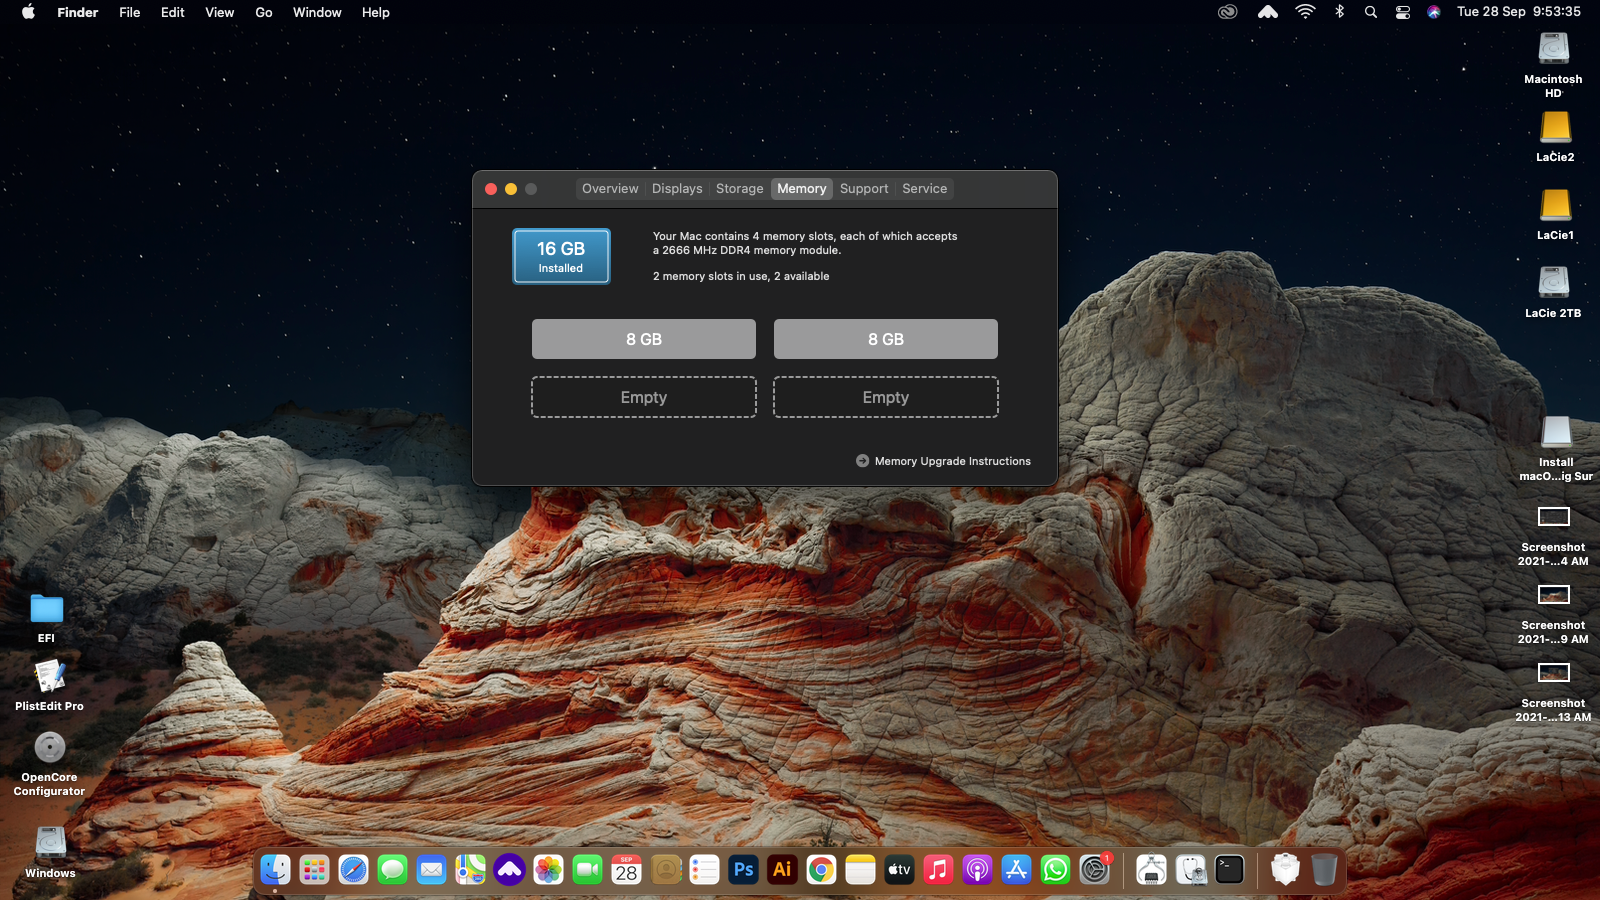 Finder File Edit View Go Window Help
Tue 28 Sep 9:53:35
Macintosh
HD
LaCie2
LaCie1
LaCie 2TB
Install
macO...ig Sur
Screenshot
2021-...4 AM
Screenshot
2021-...9 AM
Screenshot
2021-...13 AM
Overview Displays Storage Memory Support Service
16 GB
Installed
Your Mac contains 4 memory slots, each of which accepts
a 2666 MHz DDR4 memory module.
2 memory slots in use, 2 available
8 GB 8 GB
Empty Empty
Memory Upgrade Instructions
EFI
PlistEdit Pro
OpenCore
Configurator
Windows
SEP
28
Ps
Ai
tv
1